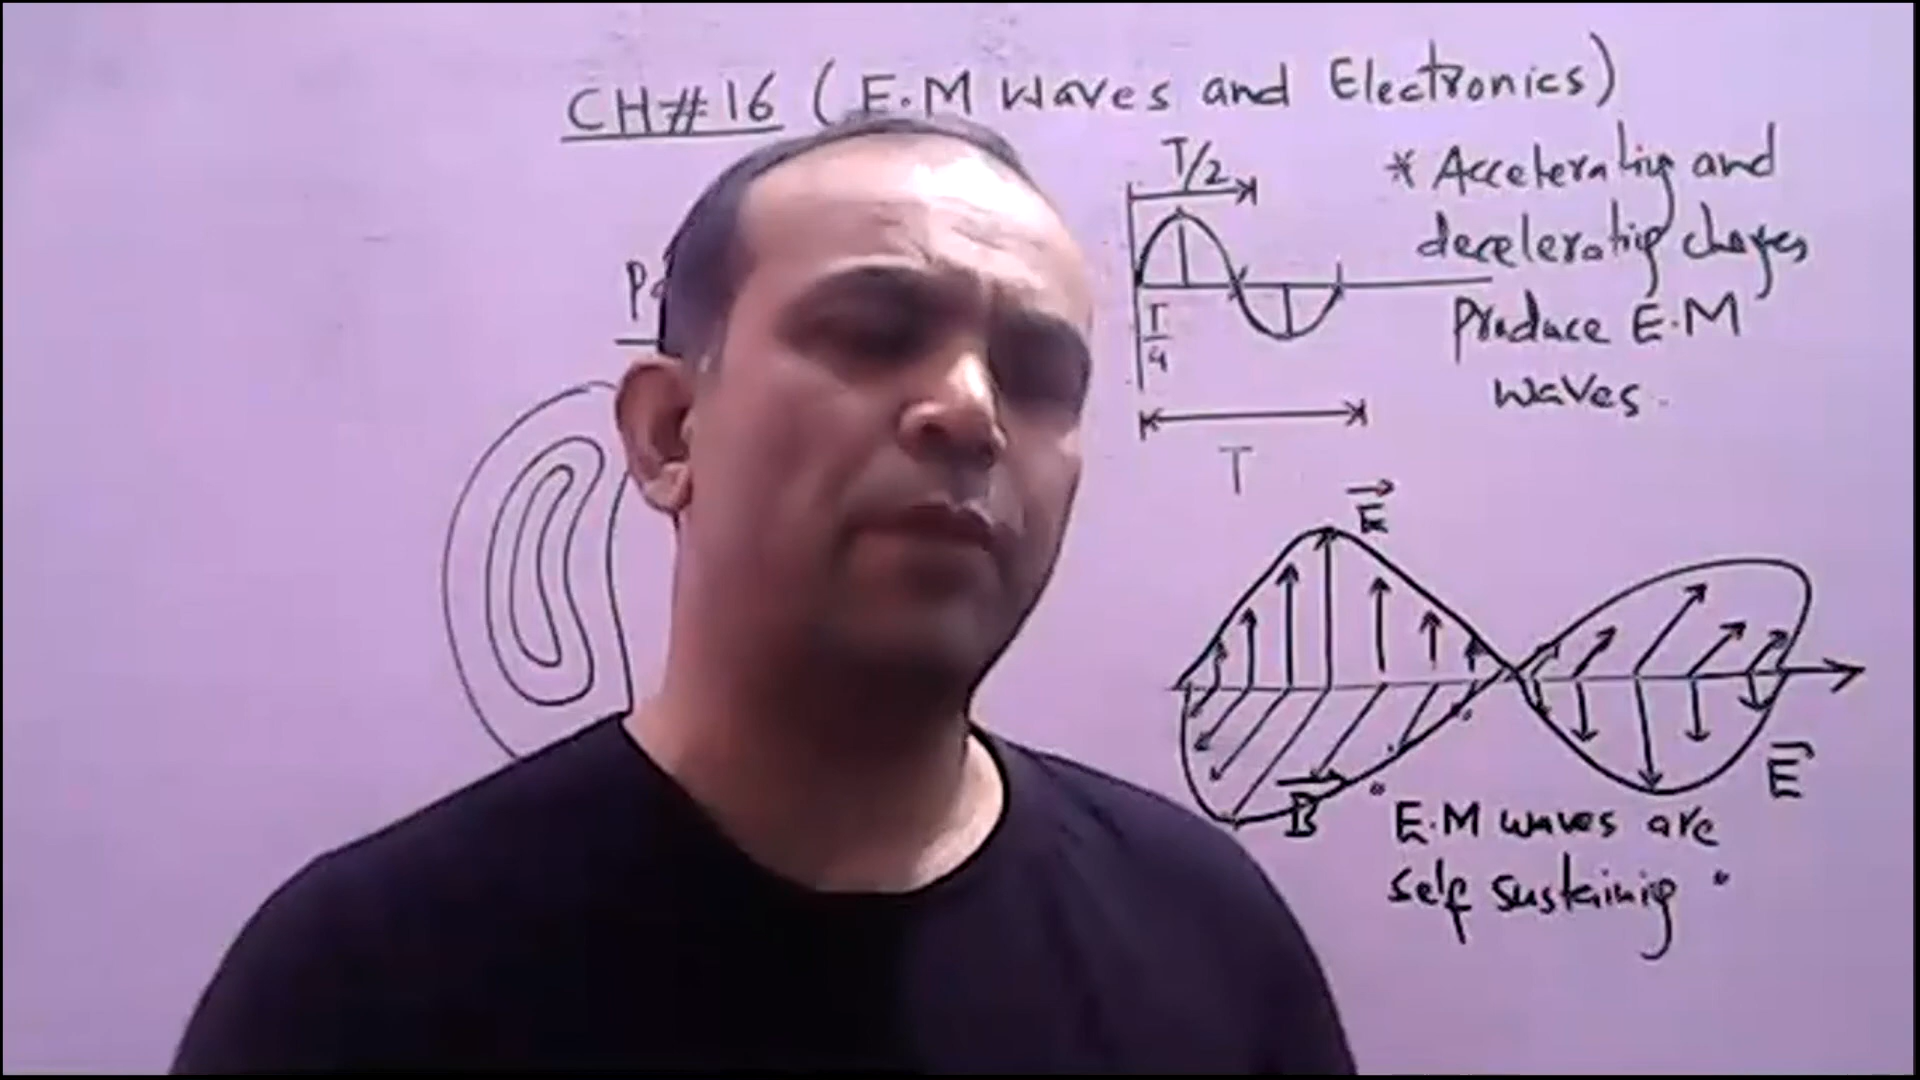 CH#16 (E.M Waves and Electronics)
T/2
* Accelerating and
decelerating charges
produce E.M
waves.
T/4
T
E
B
E
"E.M waves are
self sustaining"